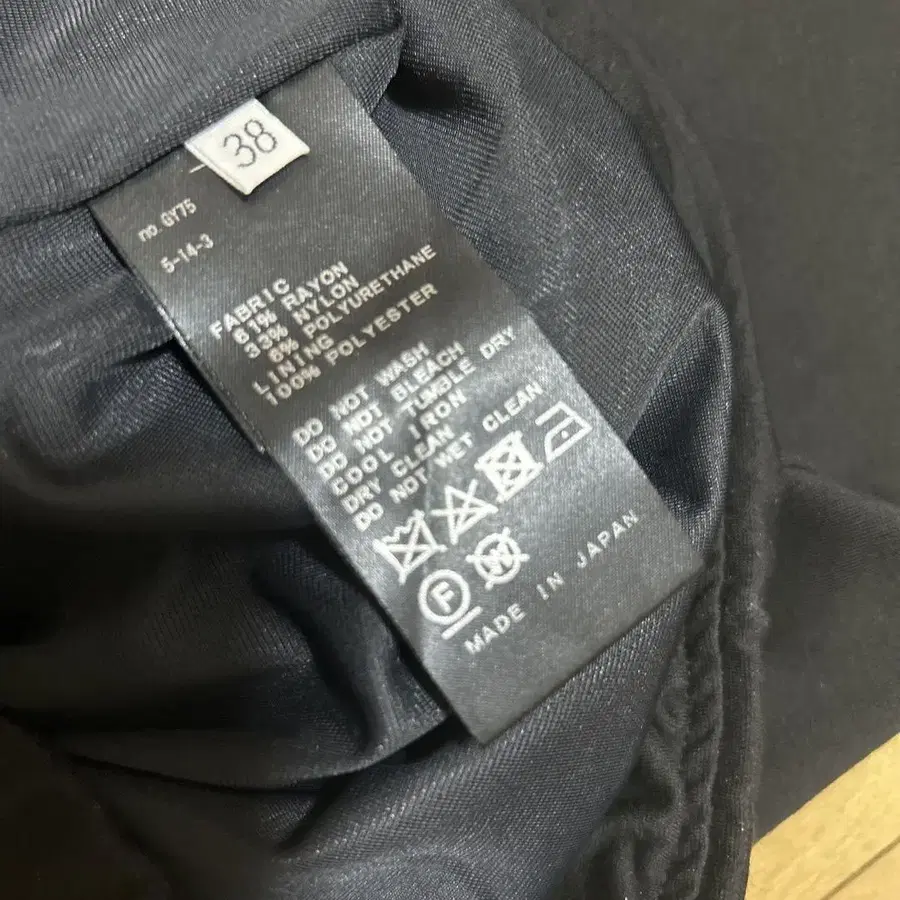 38
no. GY75
5-14-3
FABRIC
61% RAYON
33% NYLON
6% POLYURETHANE
LINING
100% POLYESTER
DO NOT WASH
DO NOT BLEACH
DO NOT TUMBLE DRY
COOL IRON
DRY CLEAN
DO NOT WET CLEAN
F W
MADE IN JAPAN